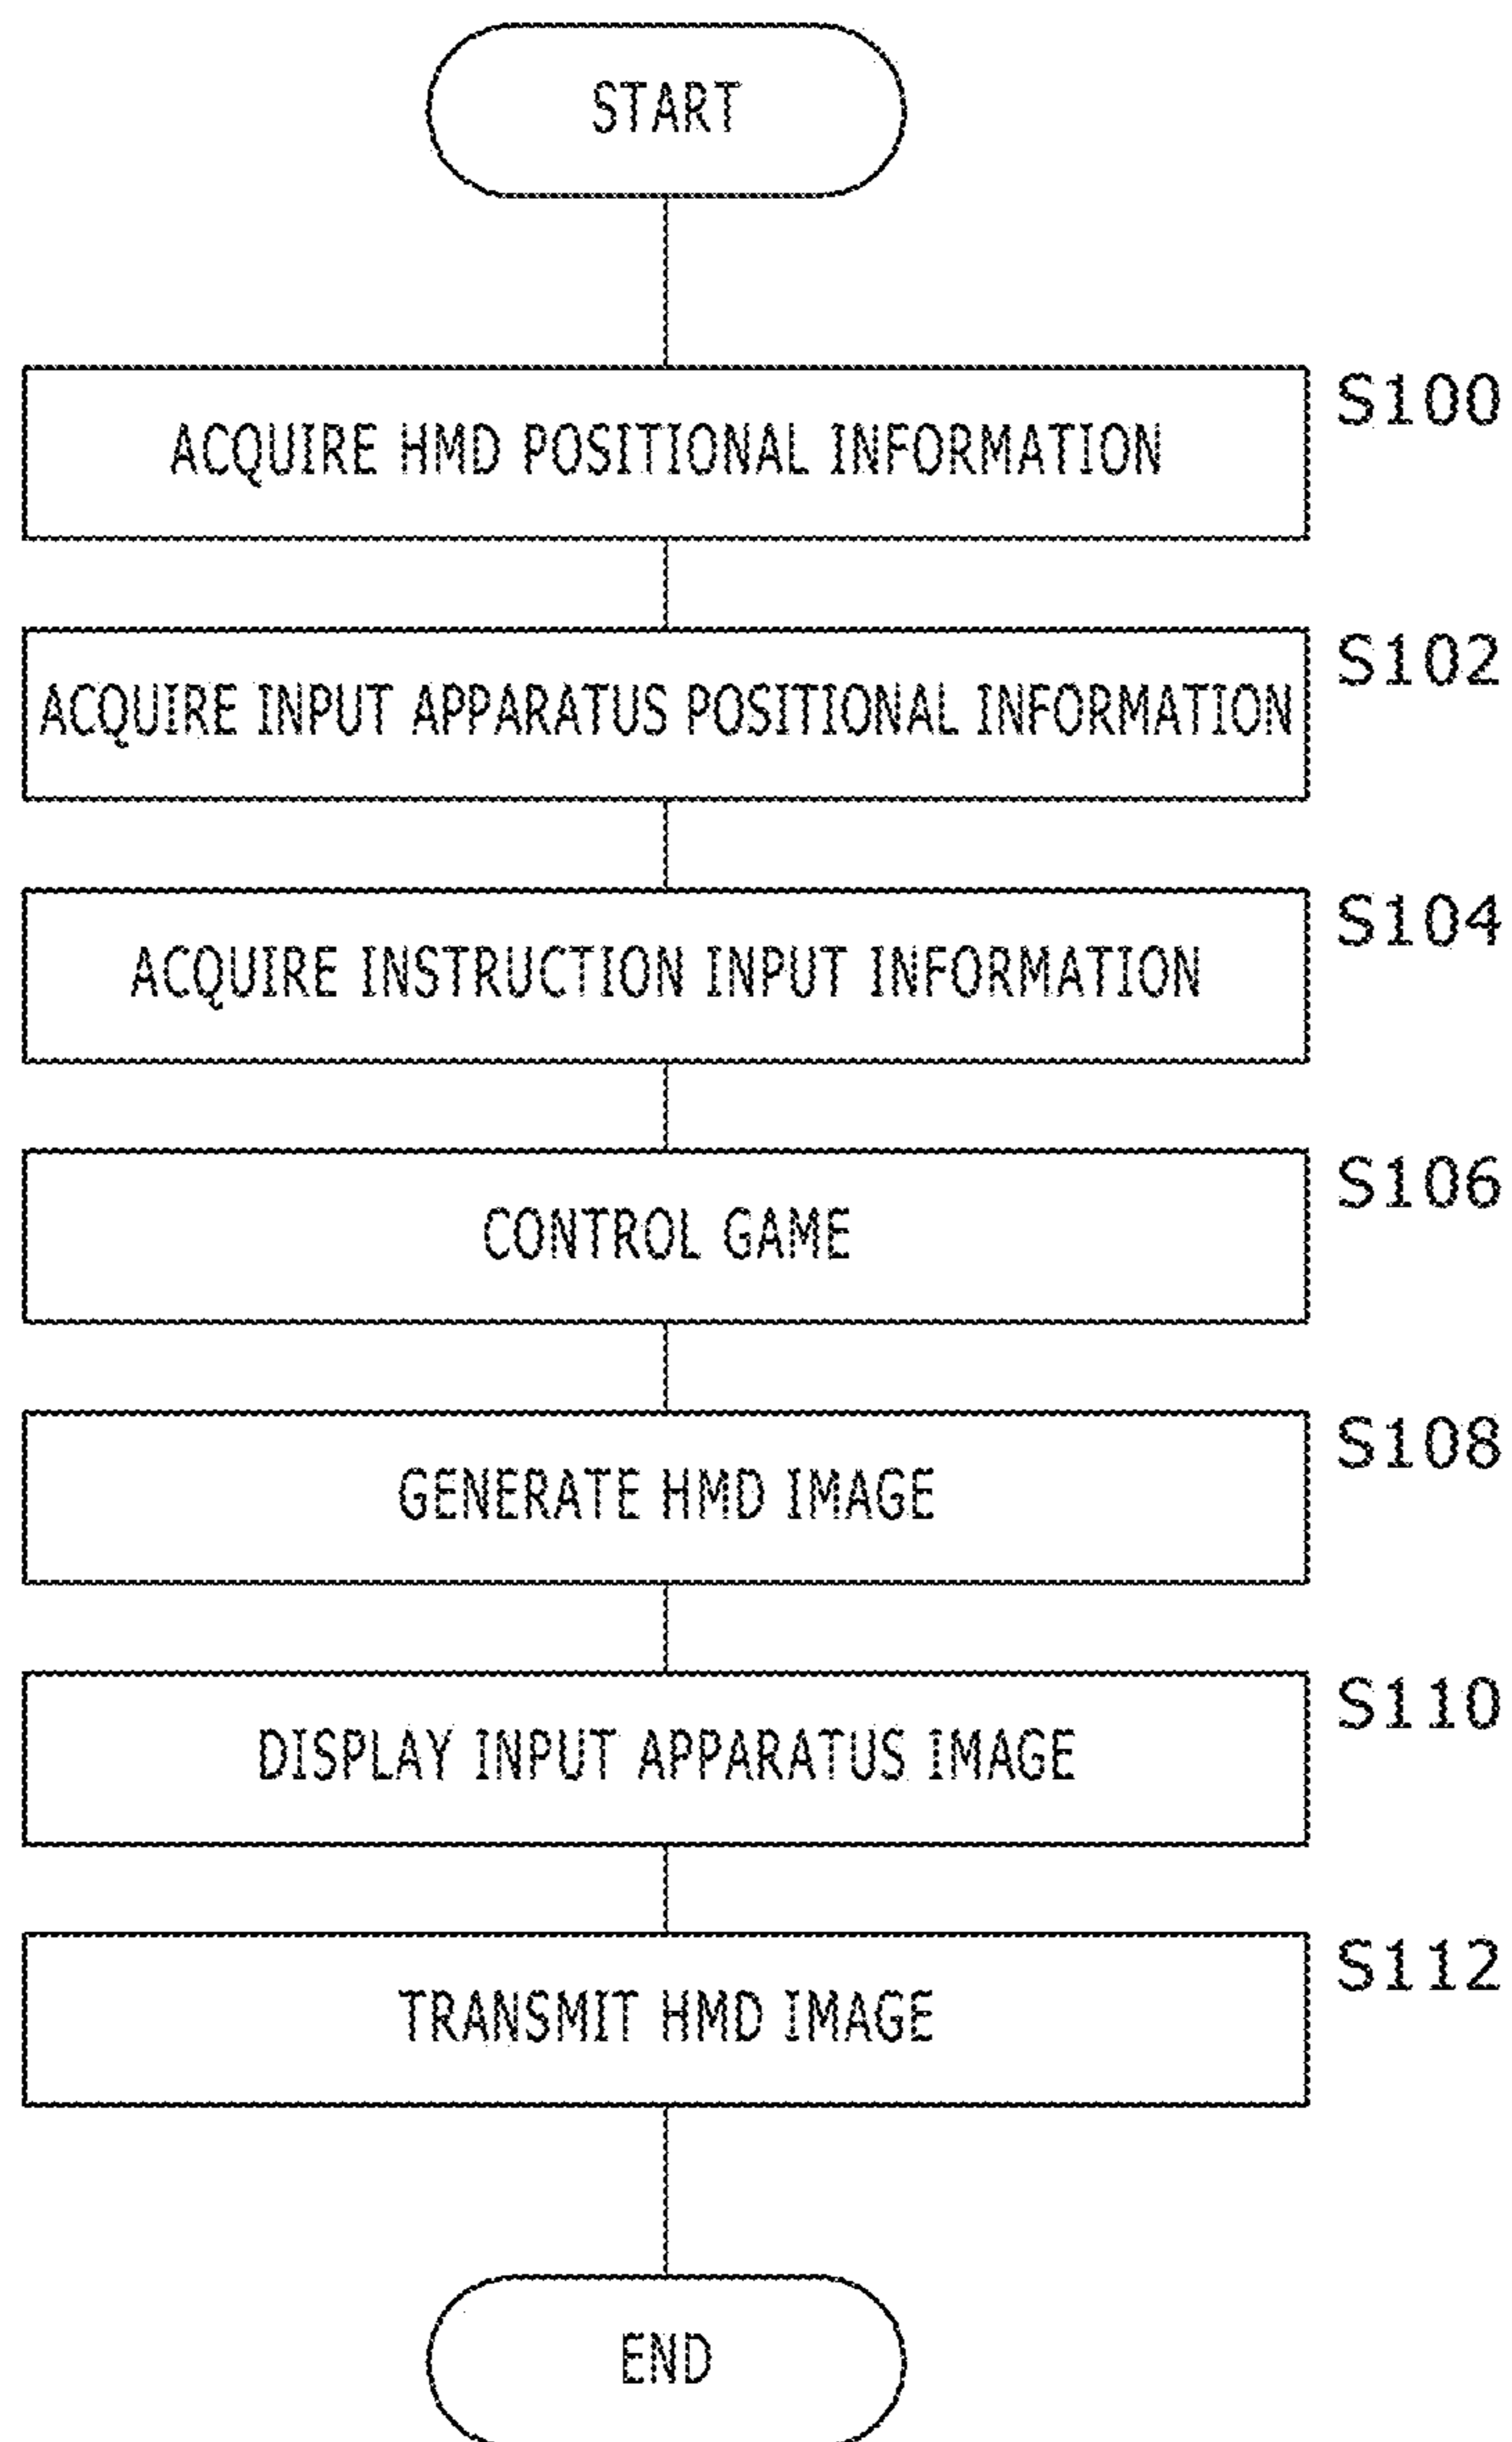 START
S100
ACQUIRE HMD POSITIONAL INFORMATION
S102
ACQUIRE INPUT APPARATUS POSITIONAL INFORMATION
S104
ACQUIRE INSTRUCTION INPUT INFORMATION
S106
CONTROL GAME
S108
GENERATE HMD IMAGE
S110
DISPLAY INPUT APPARATUS IMAGE
S112
TRANSMIT HMD IMAGE
END